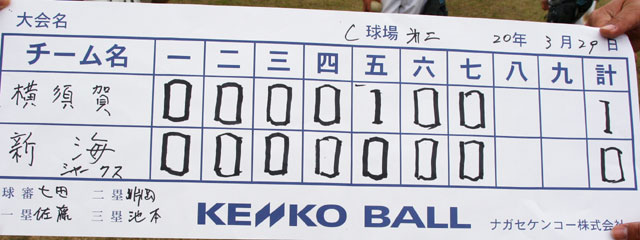 大会名 C球場 第二 20年 3月29日
チーム名 一 二 三 四 五 六 七 八 九 計
横須賀 0 0 0 0 1 0 0 1
新海シャークス 0 0 0 0 0 0 0 0
球審 七田 二塁
一塁 佐藤 三塁 池本
KENKO BALL ナガセケンコー株式会社